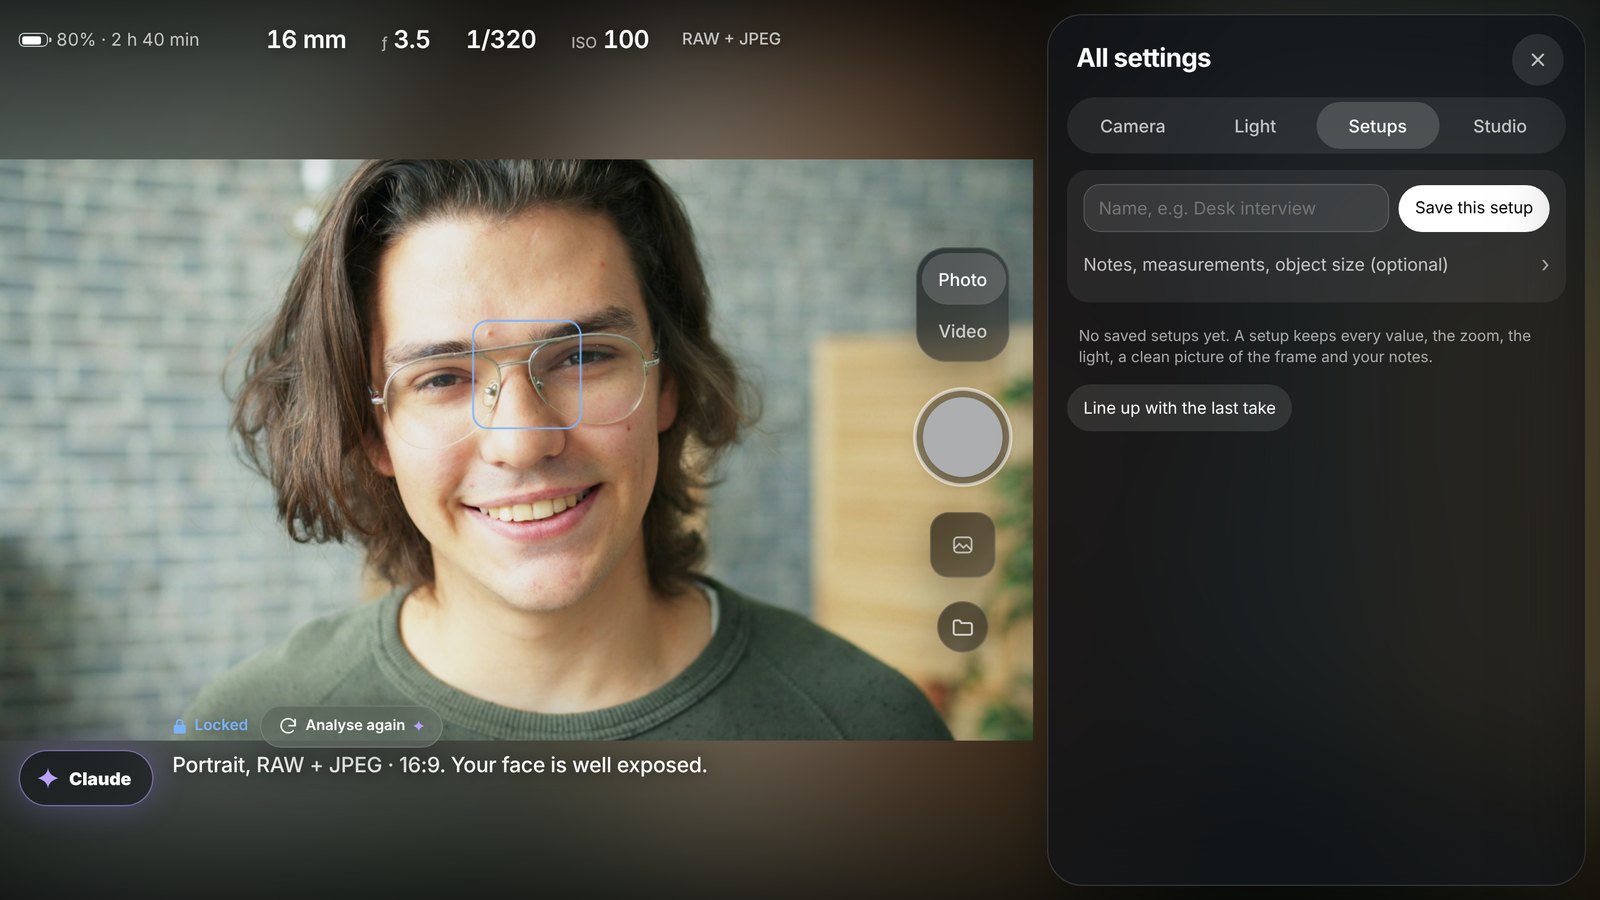 80% · 2 h 40 min
16 mm
ƒ 3.5
1/320
ISO 100
RAW + JPEG
Photo
Video
Locked
Analyse again
Claude
Portrait, RAW + JPEG · 16:9. Your face is well exposed.
All settings
Camera
Light
Setups
Studio
Name, e.g. Desk interview
Save this setup
Notes, measurements, object size (optional)
No saved setups yet. A setup keeps every value, the zoom, the
light, a clean picture of the frame and your notes.
Line up with the last take